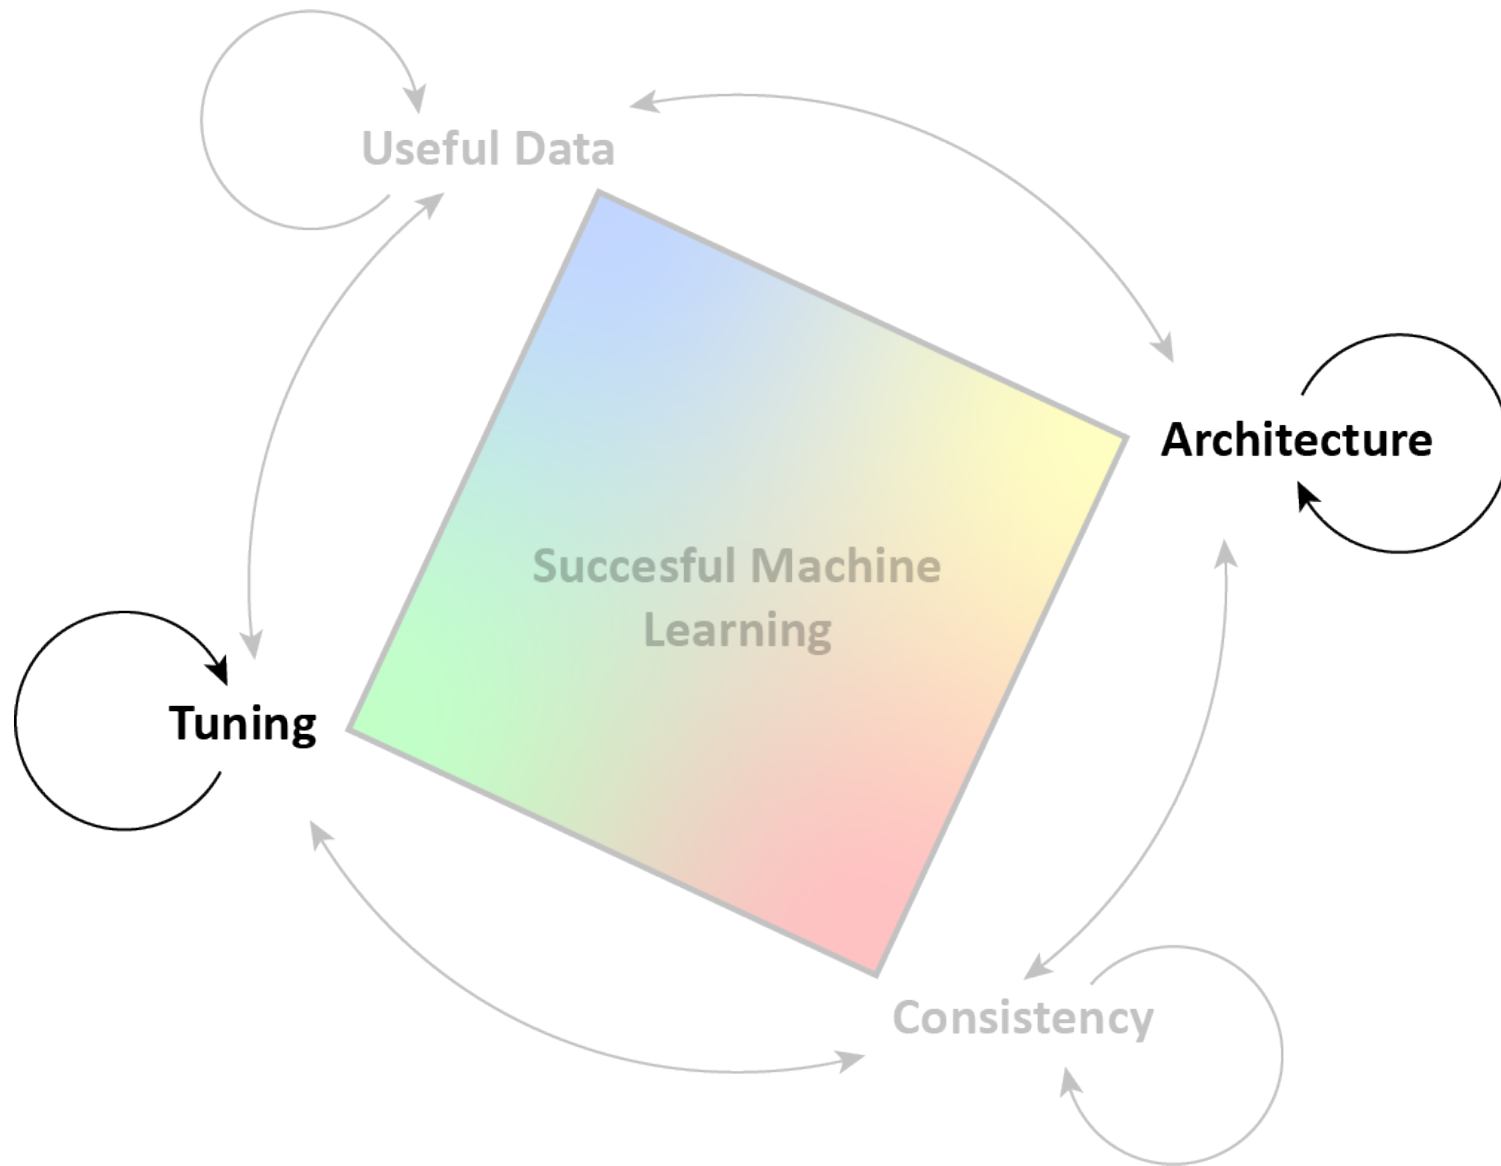 Useful Data
Architecture
Succesful Machine
Learning
Tuning
Consistency